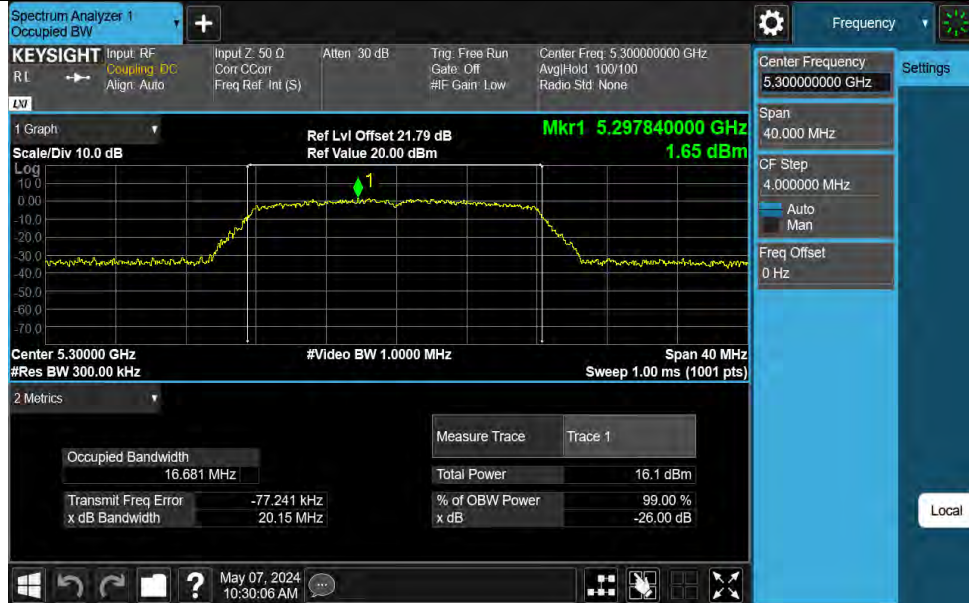 Spectrum Analyzer 1
Occupied BW
+
Frequency
KEYSIGHT Input: RF
RL
Coupling: DC
Align: Auto
LXI
Input Z: 50 Ω
Corr CCorr
Freq Ref: Int (S)
Atten: 30 dB
Trig: Free Run
Gate: Off
#IF Gain: Low
Center Freq: 5.300000000 GHz
Avg|Hold: 100/100
Radio Std: None
Center Frequency
5.300000000 GHz
Settings
Span
40.000 MHz
CF Step
4.000000 MHz
Auto
Man
Freq Offset
0 Hz
Local
1 Graph
Scale/Div 10.0 dB
Ref Lvl Offset 21.79 dB
Ref Value 20.00 dBm
Mkr1 5.297840000 GHz
1.65 dBm
Log
10.0
0.00
-10.0
-20.0
-30.0
-40.0
-50.0
-60.0
-70.0
1
Center 5.30000 GHz
#Res BW 300.00 kHz
#Video BW 1.0000 MHz
Span 40 MHz
Sweep 1.00 ms (1001 pts)
2 Metrics
Occupied Bandwidth
16.681 MHz
Transmit Freq Error -77.241 kHz
x dB Bandwidth 20.15 MHz
Measure Trace Trace 1
Total Power 16.1 dBm
% of OBW Power 99.00 %
x dB -26.00 dB
?
May 07, 2024
10:30:06 AM